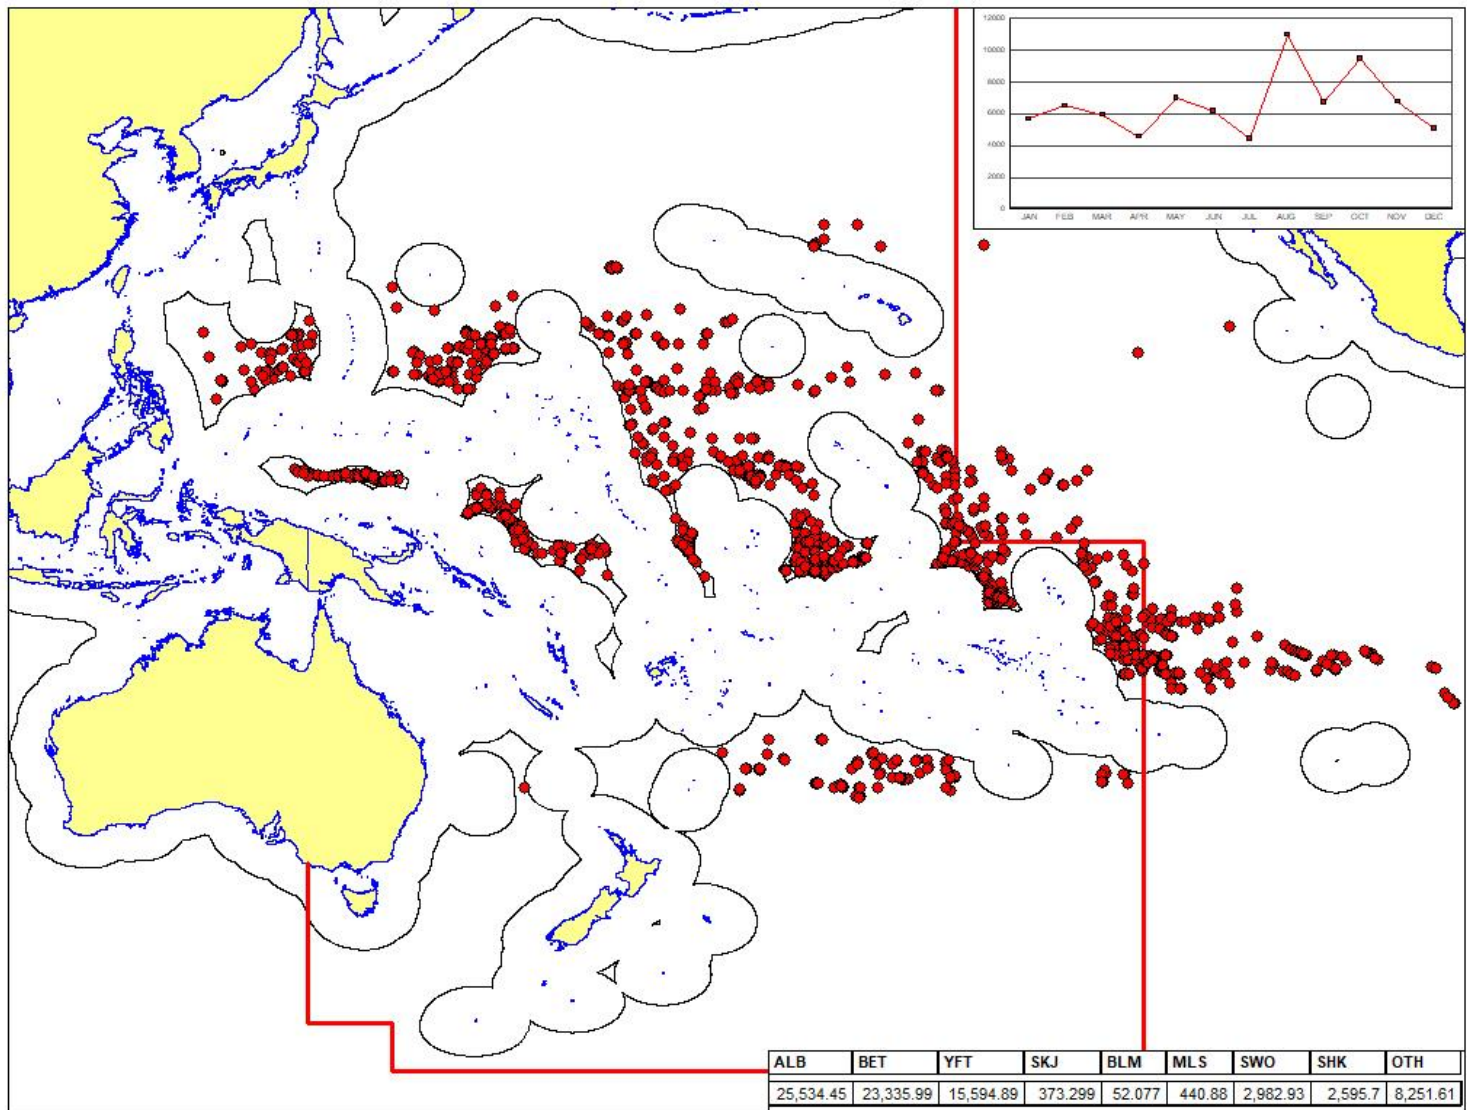 12000
10000
8000
6000
4000
2000
0
JAN FEB MAR APR MAY JUN JUL AUG SEP OCT NOV DEC
ALB BET YFT SKJ BLM MLS SWO SHK OTH
25,534.45 23,335.99 15,594.89 373.299 52.077 440.88 2,982.93 2,595.7 8,251.61